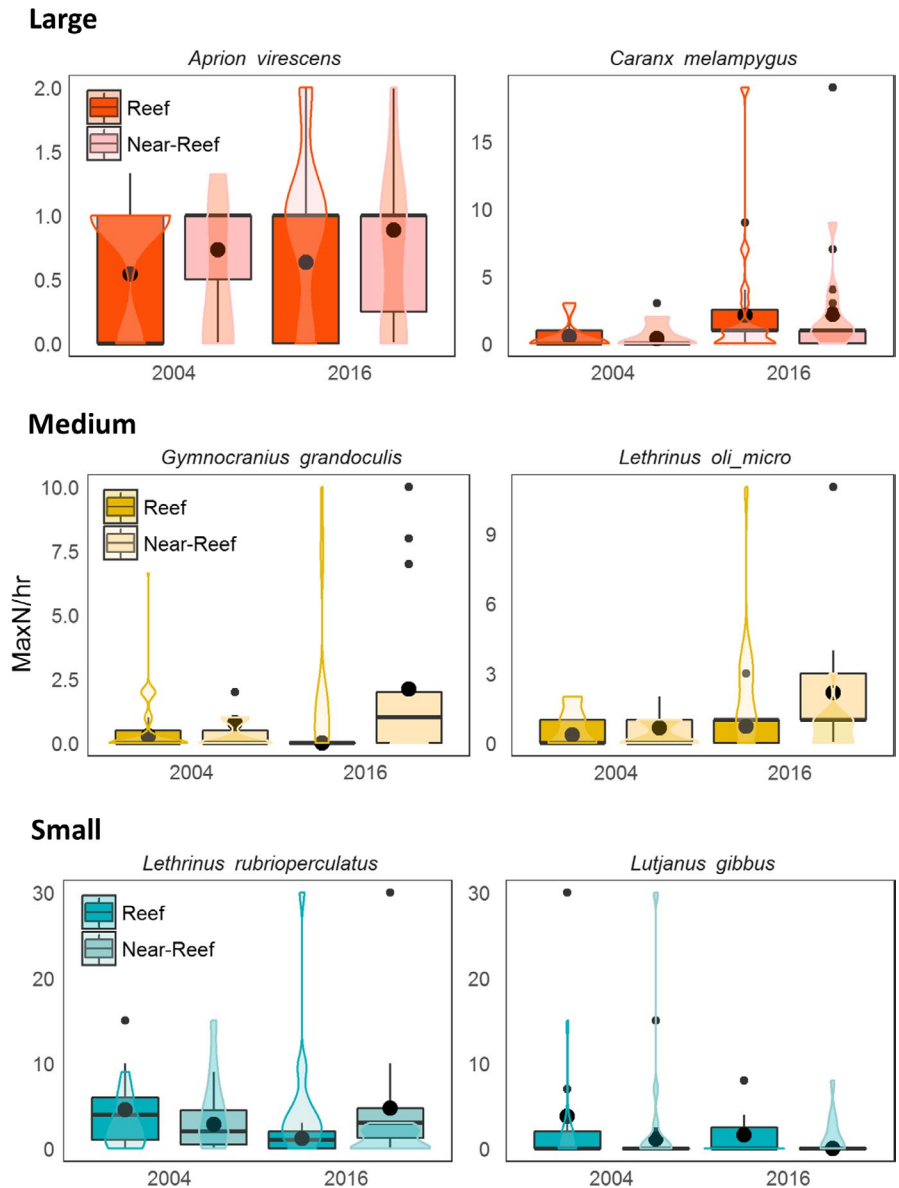 Large
Aprion virescens
Caranx melampygus
2.0
1.5
1.0
0.5
0.0
Reef
Near-Reef
15
10
5
0
2004
2016
2004
2016
Medium
Gymnocranius grandoculis
Lethrinus oli_micro
MaxN/hr
10.0
7.5
5.0
2.5
0.0
Reef
Near-Reef
9
6
3
0
2004
2016
2004
2016
Small
Lethrinus rubrioperculatus
Lutjanus gibbus
30
20
10
0
Reef
Near-Reef
30
20
10
0
2004
2016
2004
2016